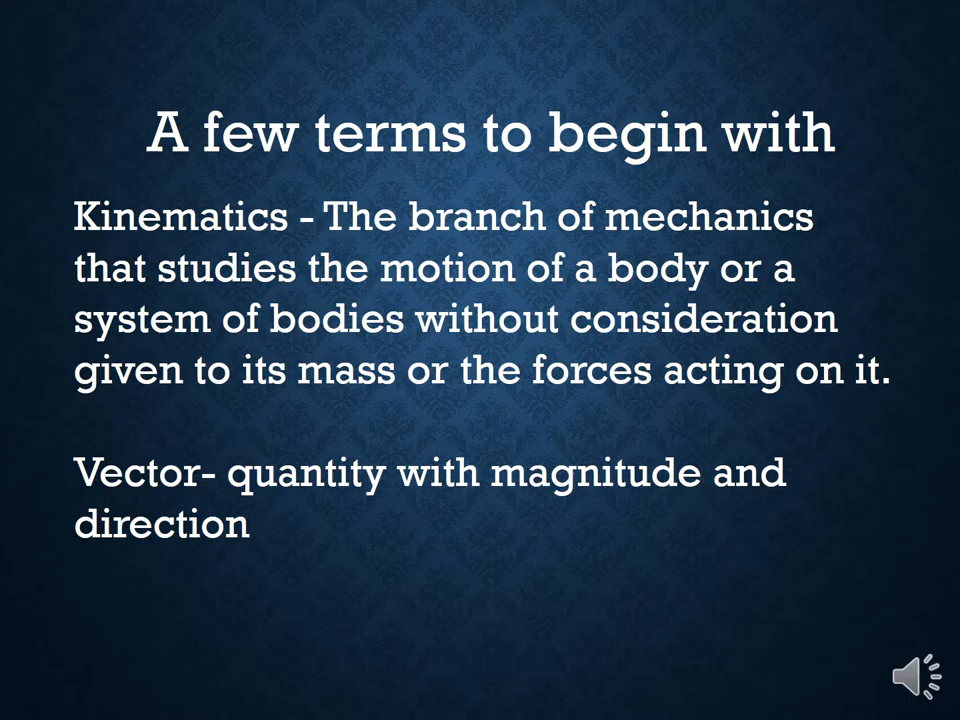 A few terms to begin with
Kinematics - The branch of mechanics
that studies the motion of a body or a
system of bodies without consideration
given to its mass or the forces acting on it.
Vector- quantity with magnitude and
direction